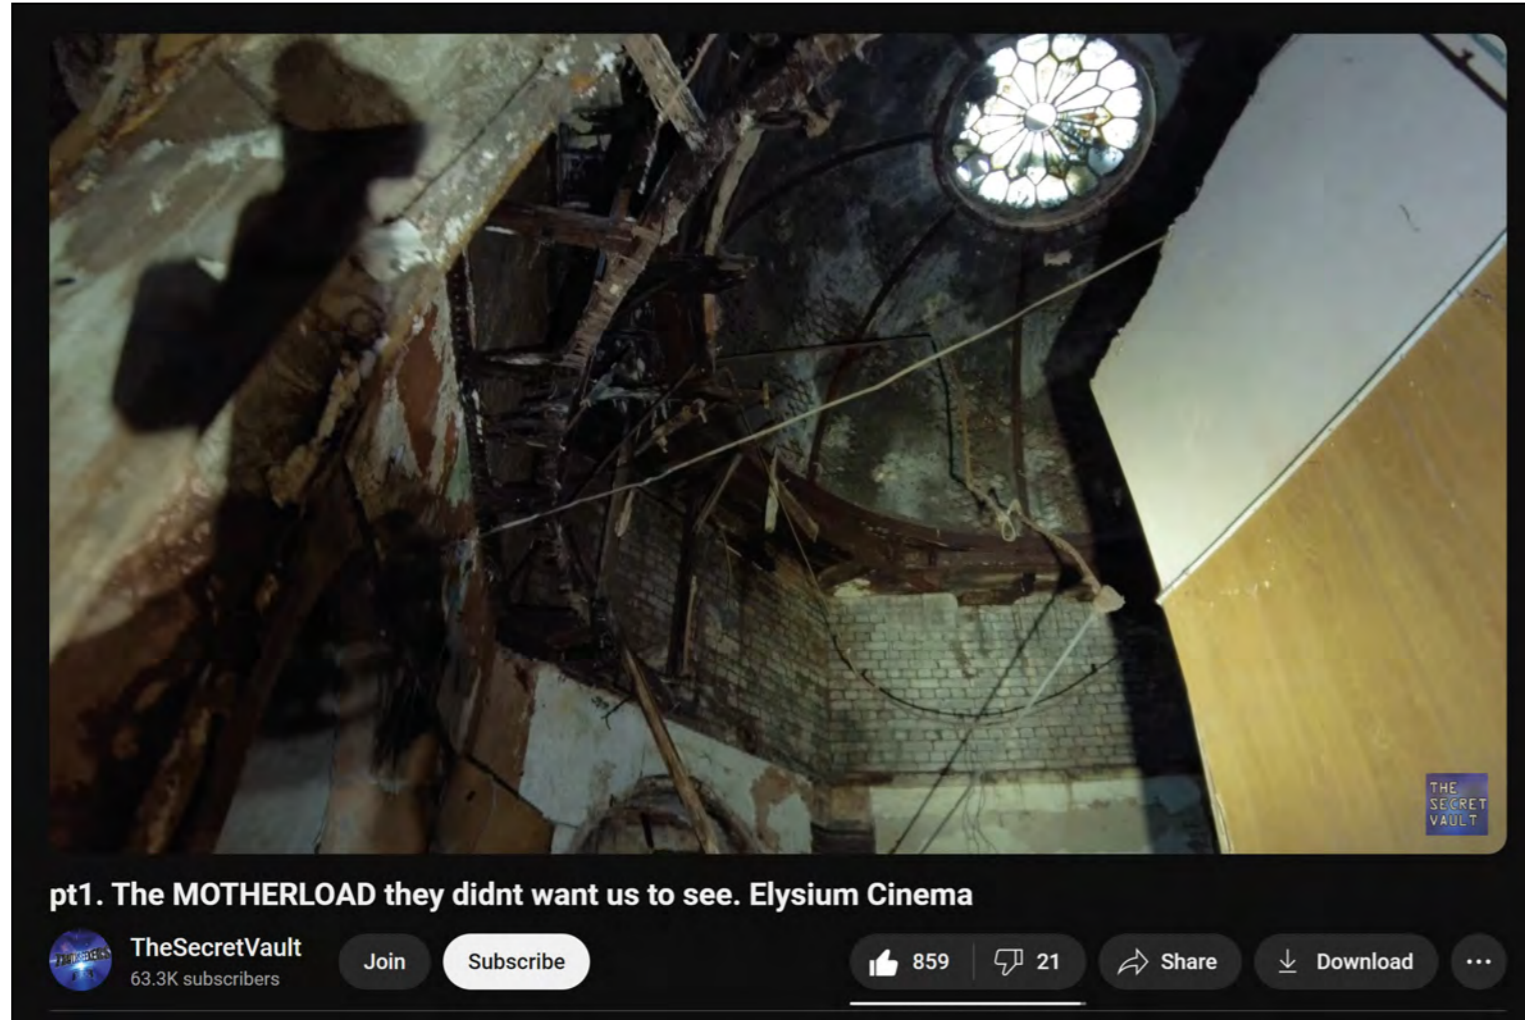 THE
SECRET
VAULT
pt1. The MOTHERLOAD they didnt want us to see. Elysium Cinema
TheSecretVault
63.3K subscribers
Join
Subscribe
859
21
Share
Download